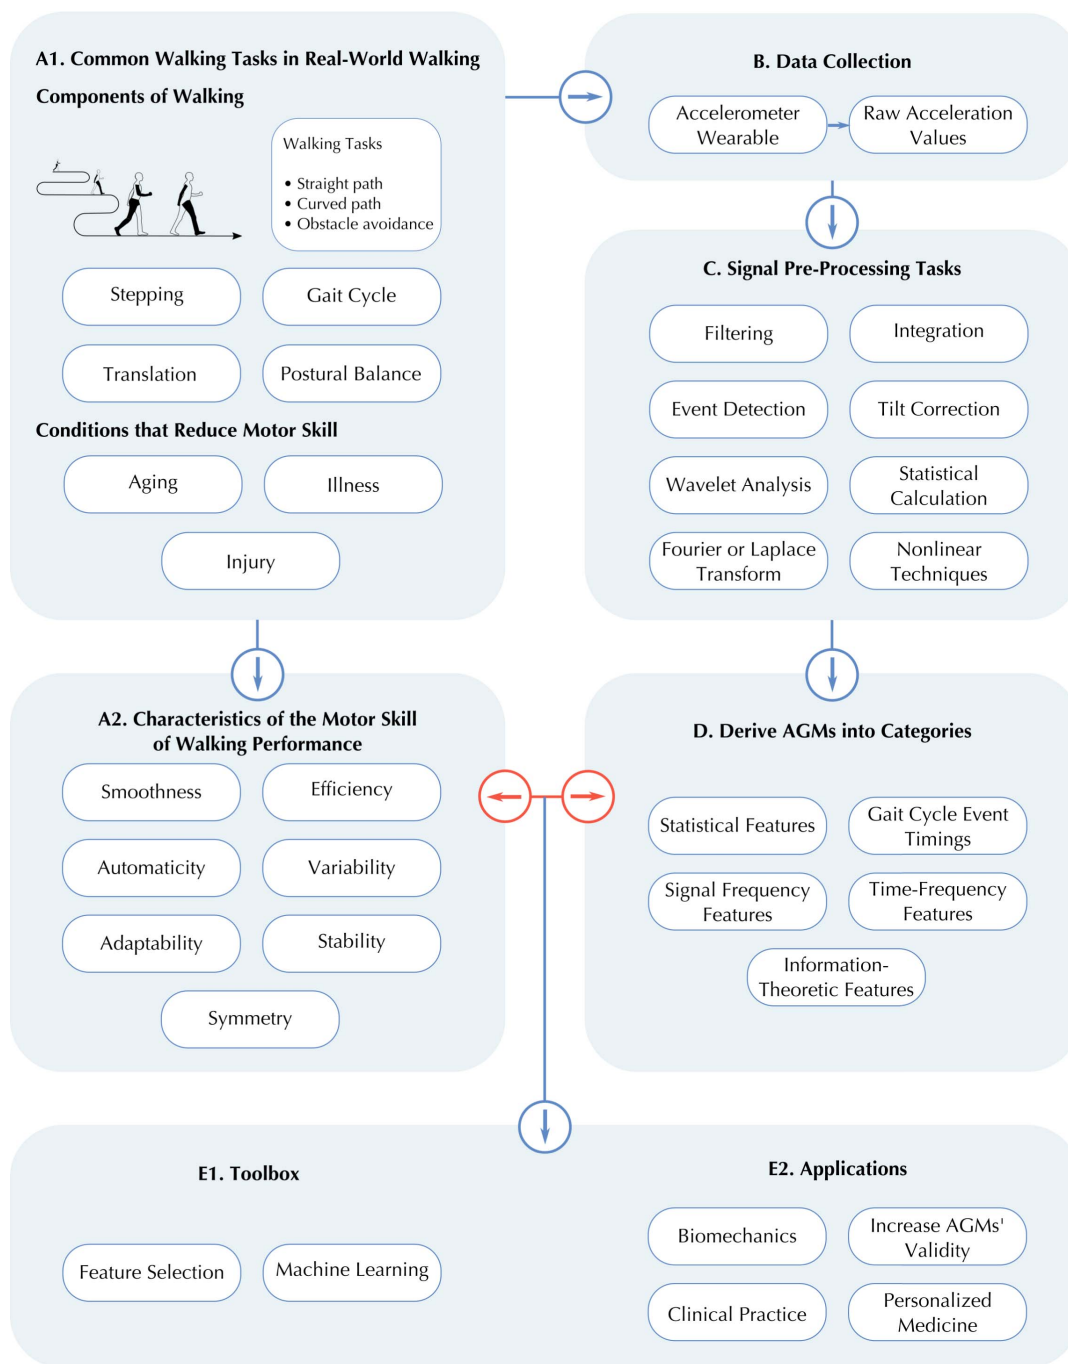 A1. Common Walking Tasks in Real-World Walking
Components of Walking
Walking Tasks
• Straight path
• Curved path
• Obstacle avoidance
Stepping
Gait Cycle
Translation
Postural Balance
Conditions that Reduce Motor Skill
Aging
Illness
Injury
B. Data Collection
Accelerometer
Wearable
Raw Acceleration
Values
C. Signal Pre-Processing Tasks
Filtering
Integration
Event Detection
Tilt Correction
Wavelet Analysis
Statistical
Calculation
Fourier or Laplace
Transform
Nonlinear
Techniques
A2. Characteristics of the Motor Skill
of Walking Performance
Smoothness
Efficiency
Automaticity
Variability
Adaptability
Stability
Symmetry
D. Derive AGMs into Categories
Statistical Features
Gait Cycle Event
Timings
Signal Frequency
Features
Time-Frequency
Features
Information-
Theoretic Features
E1. Toolbox
Feature Selection
Machine Learning
E2. Applications
Biomechanics
Increase AGMs'
Validity
Clinical Practice
Personalized
Medicine